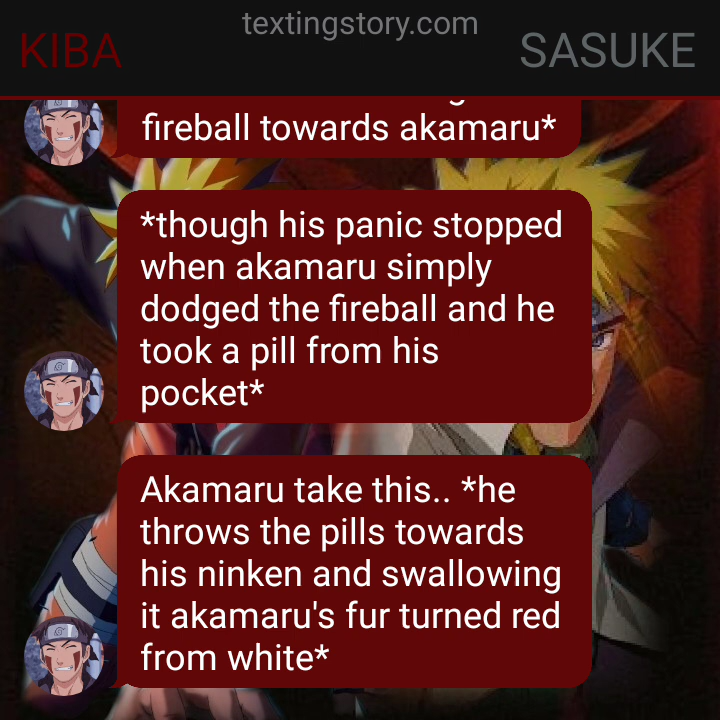 textingstory.com
KIBA
SASUKE
fireball towards akamaru*
*though his panic stopped
when akamaru simply
dodged the fireball and he
took a pill from his
pocket*
Akamaru take this.. *he
throws the pills towards
his ninken and swallowing
it akamaru's fur turned red
from white*